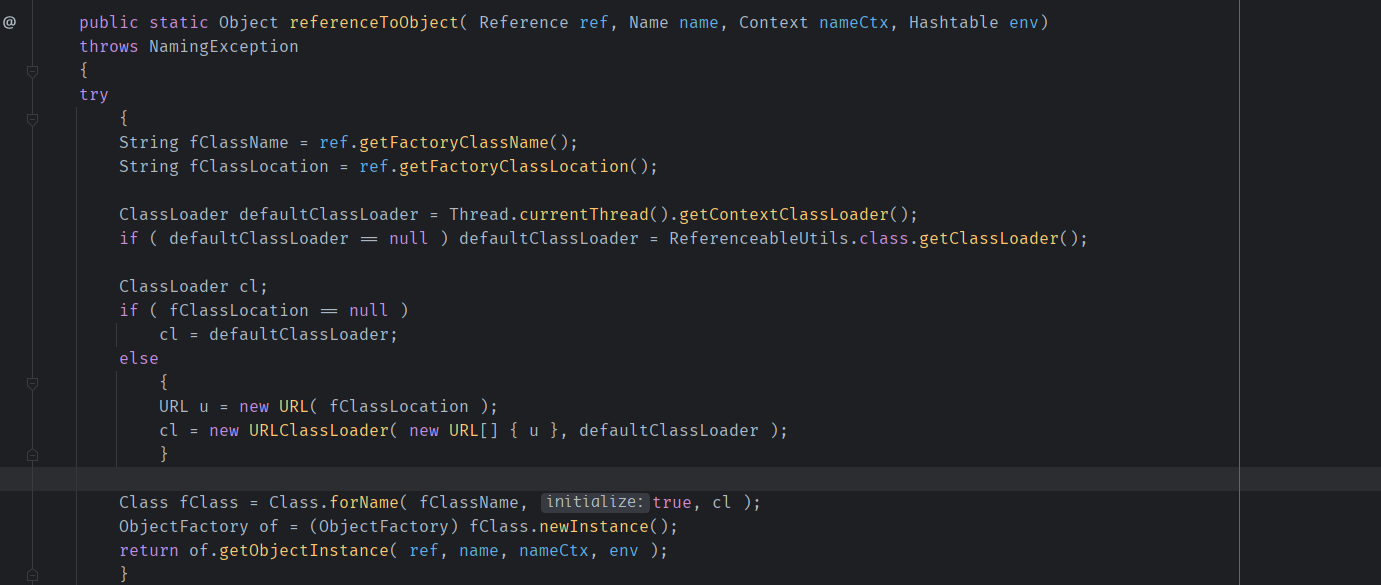 @ public static Object referenceToObject( Reference ref, Name name, Context nameCtx, Hashtable env)
throws NamingException
{
try
{
String fClassName = ref.getFactoryClassName();
String fClassLocation = ref.getFactoryClassLocation();
ClassLoader defaultClassLoader = Thread.currentThread().getContextClassLoader();
if ( defaultClassLoader == null ) defaultClassLoader = ReferenceableUtils.class.getClassLoader();
ClassLoader cl;
if ( fClassLocation == null )
cl = defaultClassLoader;
else
{
URL u = new URL( fClassLocation );
cl = new URLClassLoader( new URL[] { u }, defaultClassLoader );
}
Class fClass = Class.forName( fClassName, initialize: true, cl );
ObjectFactory of = (ObjectFactory) fClass.newInstance();
return of.getObjectInstance( ref, name, nameCtx, env );
}